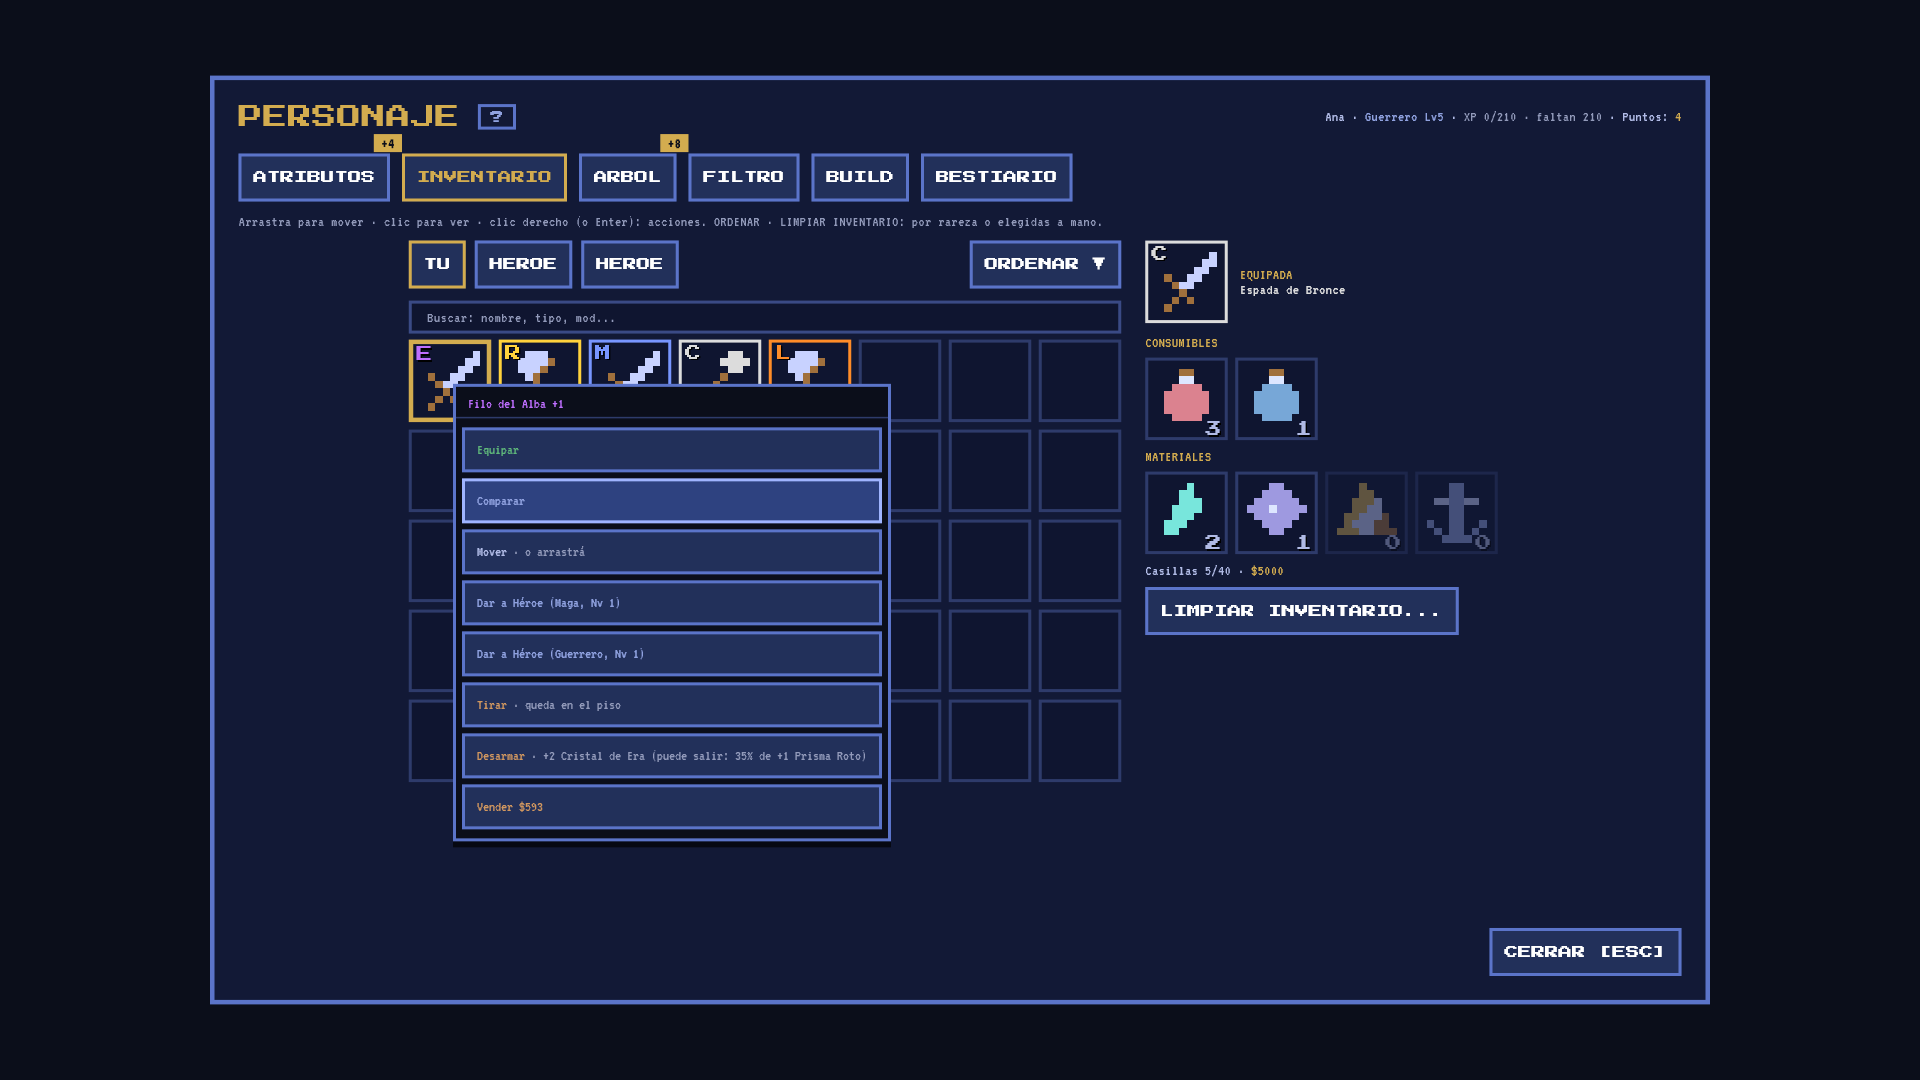 PERSONAJE ?
Ana · Guerrero Lv5 · XP 0/210 · faltan 210 · Puntos: 4
+4
+8
ATRIBUTOS INVENTARIO ARBOL FILTRO BUILD BESTIARIO
Arrastra para mover · clic para ver · clic derecho (o Enter): acciones. ORDENAR · LIMPIAR INVENTARIO: por rareza o elegidas a mano.
TU HEROE HEROE ORDENAR ▼
Buscar: nombre, tipo, mod...
E R M C L
Filo del Alba +1
Equipar
Comparar
Mover · o arrastrá
Dar a Héroe (Maga, Nv 1)
Dar a Héroe (Guerrero, Nv 1)
Tirar · queda en el piso
Desarmar · +2 Cristal de Era (puede salir: 35% de +1 Prisma Roto)
Vender $593
C
EQUIPADA
Espada de Bronce
CONSUMIBLES
3 1
MATERIALES
2 1 0 0
Casillas 5/40 · $5000
LIMPIAR INVENTARIO...
CERRAR [ESC]